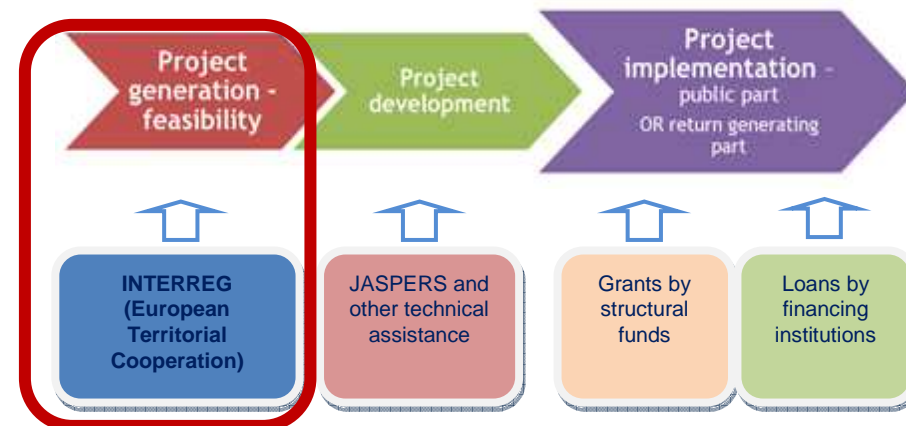 Project
generation -
feasibility
Project
development
Project
implementation -
public part
OR return generating
part
INTERREG
(European
Territorial
Cooperation)
JASPERS and
other technical
assistance
Grants by
structural
funds
Loans by
financing
institutions